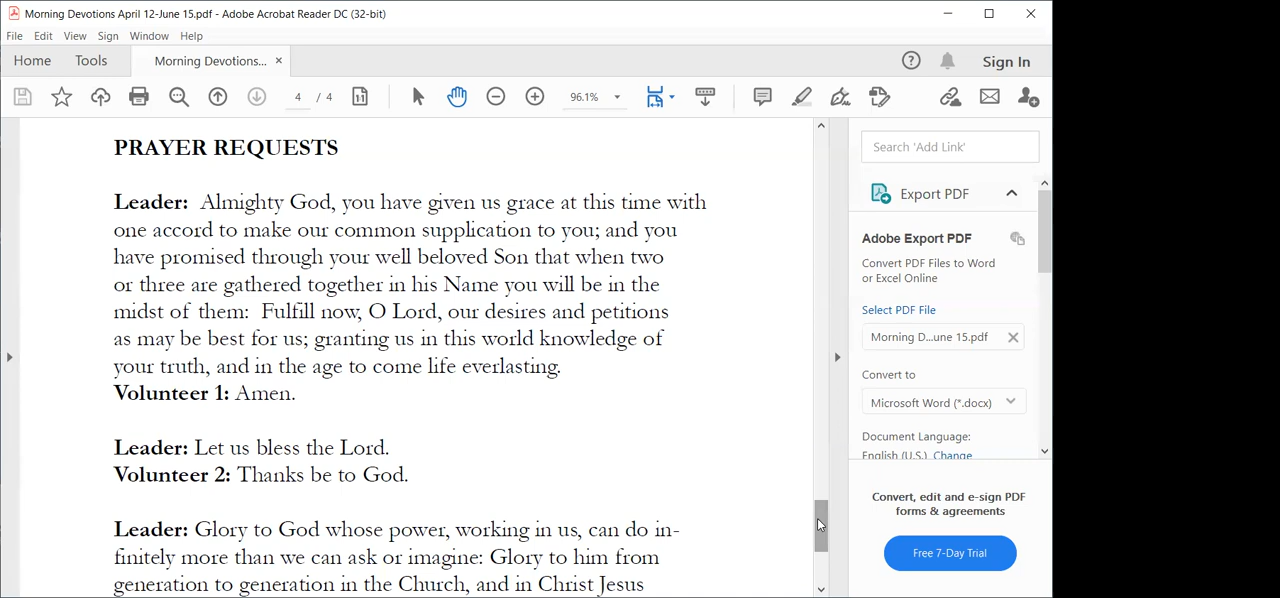 Morning Devotions April 12-June 15.pdf - Adobe Acrobat Reader DC (32-bit)
File Edit View Sign Window Help
Home Tools Morning Devotions... × Sign In
4 / 4 96.1%
PRAYER REQUESTS
Leader: Almighty God, you have given us grace at this time with
one accord to make our common supplication to you; and you
have promised through your well beloved Son that when two
or three are gathered together in his Name you will be in the
midst of them: Fulfill now, O Lord, our desires and petitions
as may be best for us; granting us in this world knowledge of
your truth, and in the age to come life everlasting.
Volunteer 1: Amen.
Leader: Let us bless the Lord.
Volunteer 2: Thanks be to God.
Leader: Glory to God whose power, working in us, can do in-
finitely more than we can ask or imagine: Glory to him from
generation to generation in the Church, and in Christ Jesus
Search 'Add Link'
Export PDF
Adobe Export PDF
Convert PDF Files to Word
or Excel Online
Select PDF File
Morning D...une 15.pdf
Convert to
Microsoft Word (*.docx)
Document Language:
English (U.S.) Change
Convert, edit and e-sign PDF
forms & agreements
Free 7-Day Trial